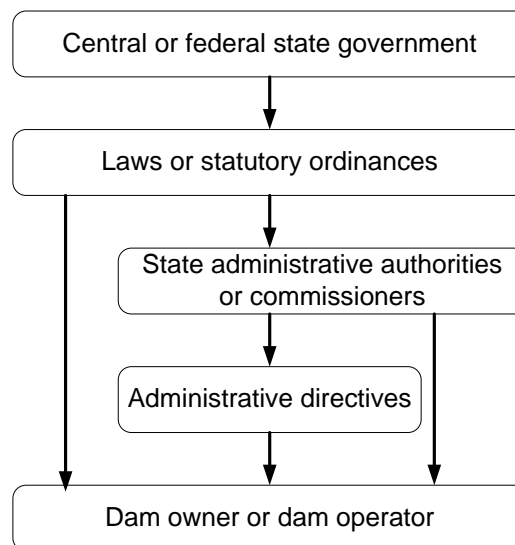 Central or federal state government
Laws or statutory ordinances
State administrative authorities
or commissioners
Administrative directives
Dam owner or dam operator